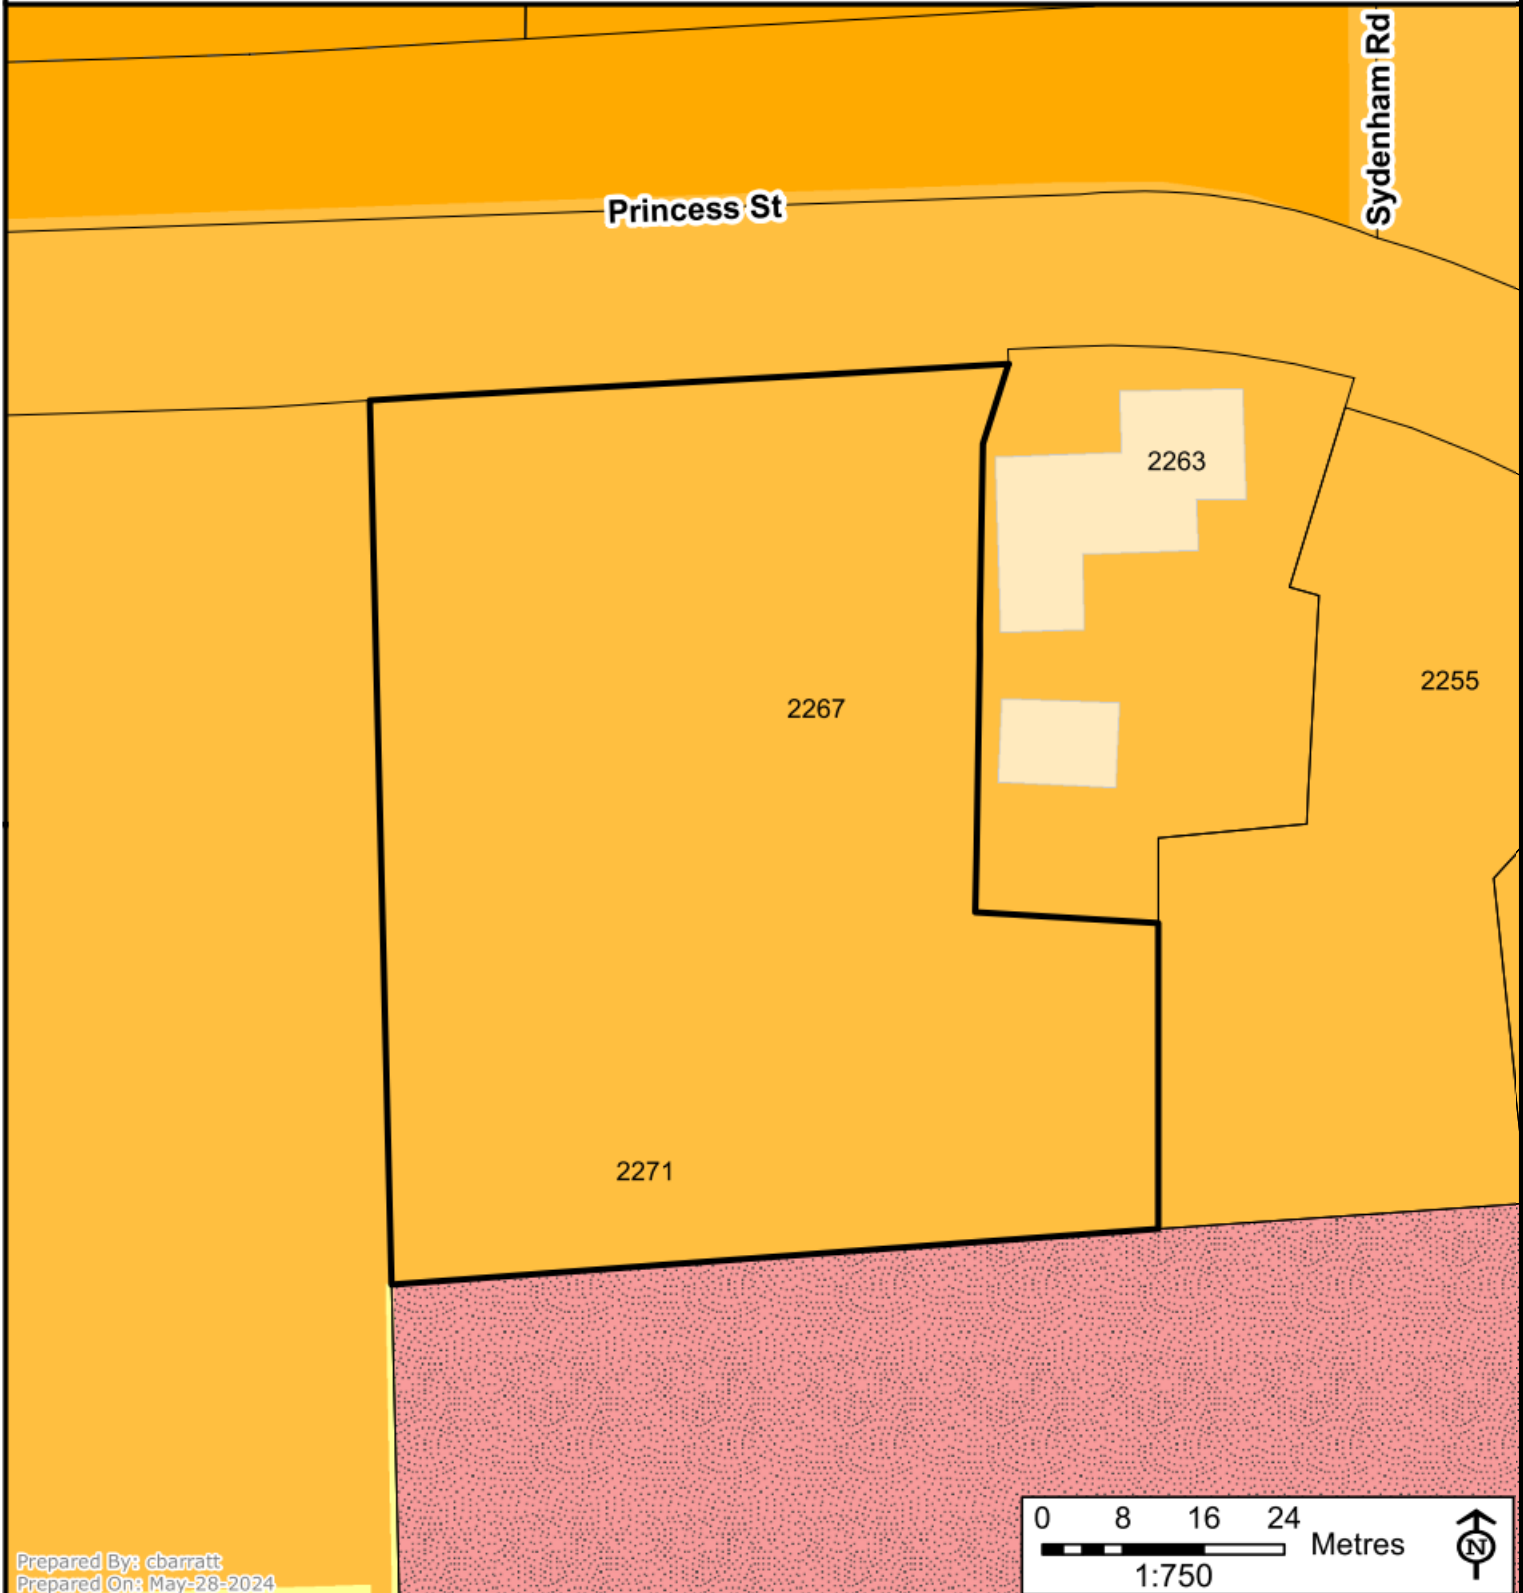 Sydenham Rd
Princess St
2263
2255
2267
2271
0 8 16 24
Metres
N
1:750
Prepared By: cbarratt
Prepared On: May-28-2024